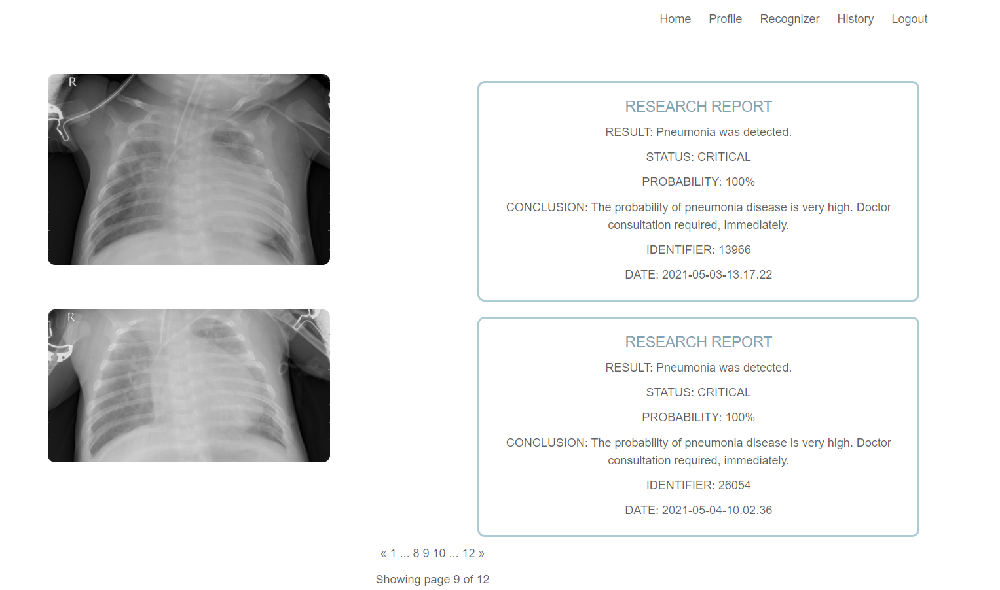 Home Profile Recognizer History Logout
R
RESEARCH REPORT
RESULT: Pneumonia was detected.
STATUS: CRITICAL
PROBABILITY: 100%
CONCLUSION: The probability of pneumonia disease is very high. Doctor
consultation required, immediately.
IDENTIFIER: 13966
DATE: 2021-05-03-13.17.22
R
RESEARCH REPORT
RESULT: Pneumonia was detected.
STATUS: CRITICAL
PROBABILITY: 100%
CONCLUSION: The probability of pneumonia disease is very high. Doctor
consultation required, immediately.
IDENTIFIER: 26054
DATE: 2021-05-04-10.02.36
« 1 ... 8 9 10 ... 12 »
Showing page 9 of 12